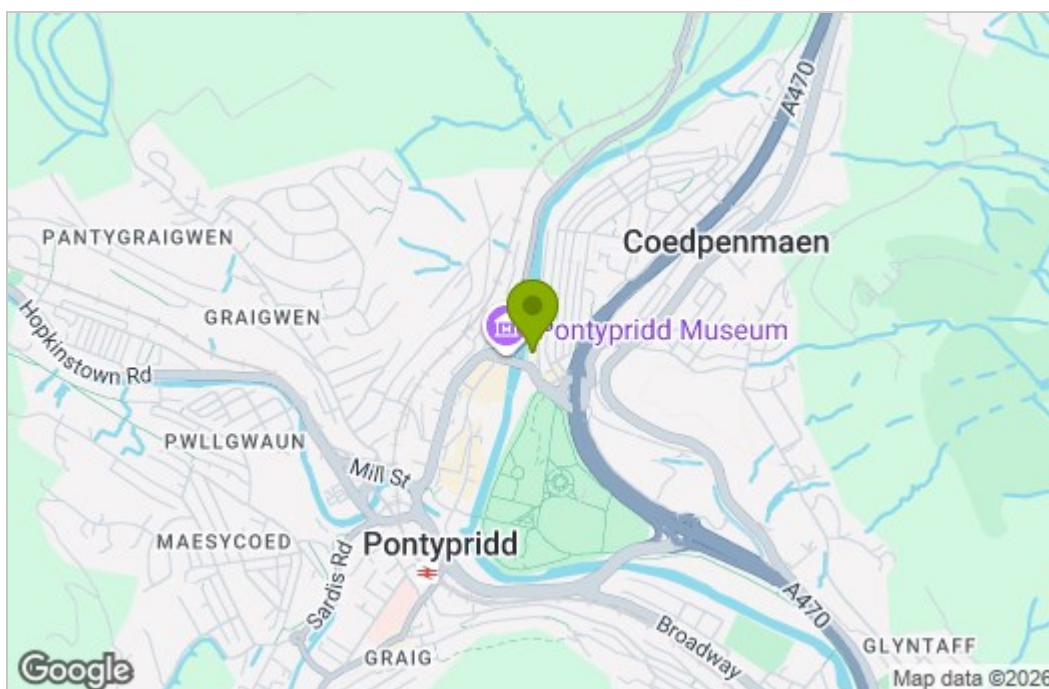 A470
Coedpenmaen
PANTYGRAIGWEN
GRAIGWEN
Pontypridd Museum
Hopkinstown Rd
PWLLGWAUN
Mill St
MAESYCOED
Pontypridd
Sardis Rd
A470
Broadway
GRAIG
GLYNTAFF
Google
Map data ©2026